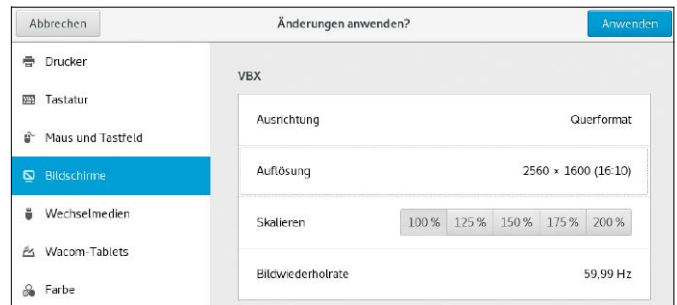 Abbrechen
Änderungen anwenden?
Anwenden
Drucker
Tastatur
Maus und Tastfeld
Bildschirme
Wechselmedien
Wacom-Tablets
Farbe
VBX
Ausrichtung Querformat
Auflösung 2560 × 1600 (16:10)
Skalieren 100 % 125 % 150 % 175 % 200 %
Bildwiederholrate 59,99 Hz